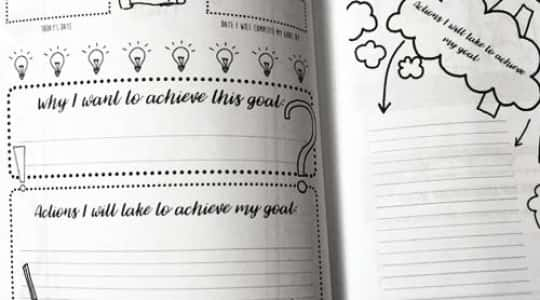 TODAY'S DATE
DATE I WILL COMPLETE MY GOAL BY
Why I want to achieve this goal:
Actions I will take to achieve my goal:
Actions I will take to achieve
my goal